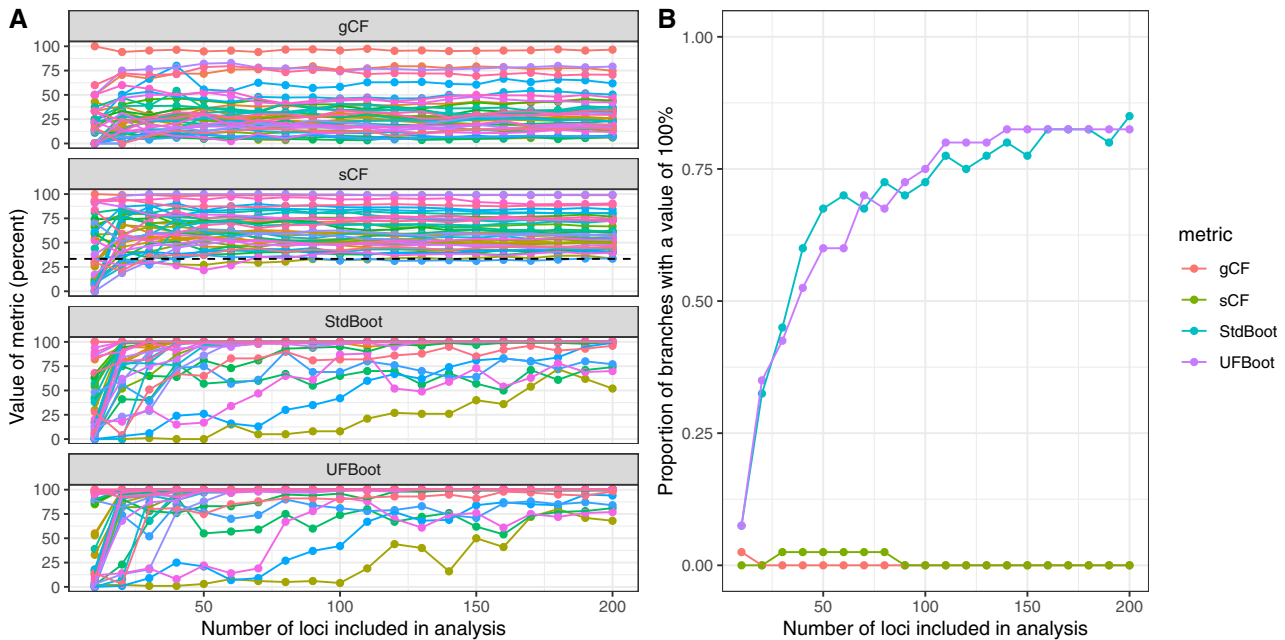 A
gCF
100
75
50
25
0
sCF
100
75
50
25
0
StdBoot
100
75
50
25
0
UFBoot
100
75
50
25
0
50
100
150
200
Number of loci included in analysis
Value of metric (percent)
B
1.00
0.75
0.50
0.25
0.00
50
100
150
200
Number of loci included in analysis
Proportion of branches with a value of 100%
metric
gCF
sCF
StdBoot
UFBoot